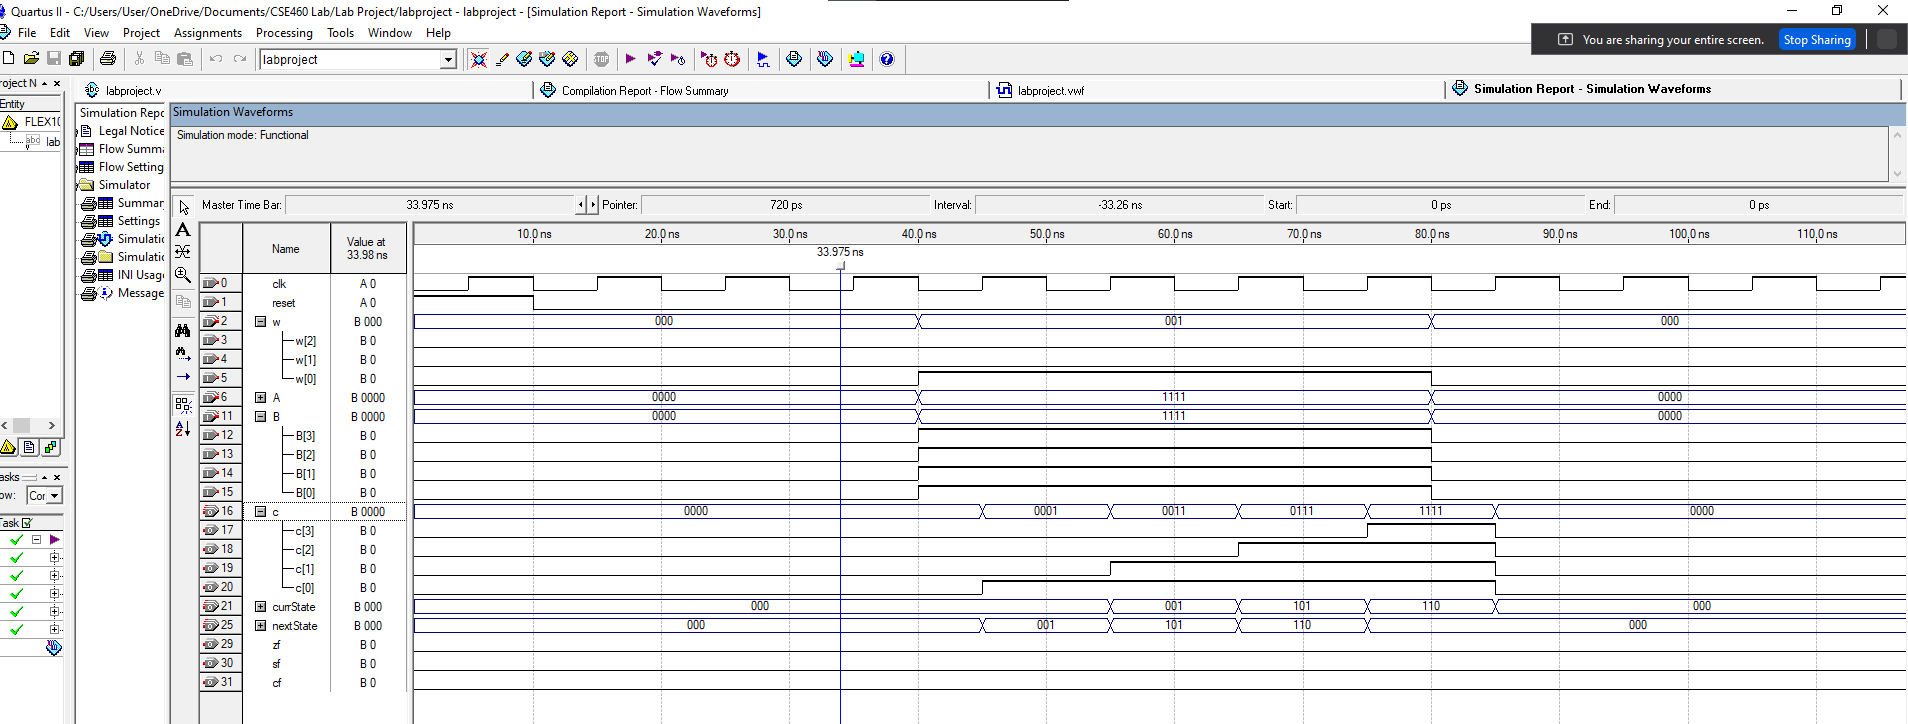 Quartus II - C:/Users/User/OneDrive/Documents/CSE460 Lab/Lab Project/labproject - labproject - [Simulation Report - Simulation Waveforms]
File Edit View Project Assignments Processing Tools Window Help
You are sharing your entire screen. Stop Sharing
labproject
STOP
roject N
labproject.v
Compilation Report - Flow Summary
labproject.vwf
Simulation Report - Simulation Waveforms
Entity
FLEX10
abc lab
Simulation Repo
Legal Notice
Flow Summa
Flow Setting
Simulator
Summar
Settings
Simulatio
Simulatio
INI Usage
Message
Simulation Waveforms
Simulation mode: Functional
Master Time Bar: 33.975 ns Pointer: 720 ps Interval: -33.26 ns Start: 0 ps End: 0 ps
Name Value at 33.98 ns
10.0 ns 20.0 ns 30.0 ns 40.0 ns 50.0 ns 60.0 ns 70.0 ns 80.0 ns 90.0 ns 100.0 ns 110.0 ns
33.975 ns
0 clk A 0
1 reset A 0
2 w B 000 000 001 000
3 w[2] B 0
4 w[1] B 0
5 w[0] B 0
6 A B 0000 0000 1111 0000
11 B B 0000 0000 1111 0000
12 B[3] B 0
13 B[2] B 0
14 B[1] B 0
15 B[0] B 0
16 c B 0000 0000 0001 0011 0111 1111 0000
17 c[3] B 0
18 c[2] B 0
19 c[1] B 0
20 c[0] B 0
21 currState B 000 000 001 101 110 000
25 nextState B 000 000 001 101 110 000
29 zf B 0
30 sf B 0
31 cf B 0
asks
ow: Cor
Task